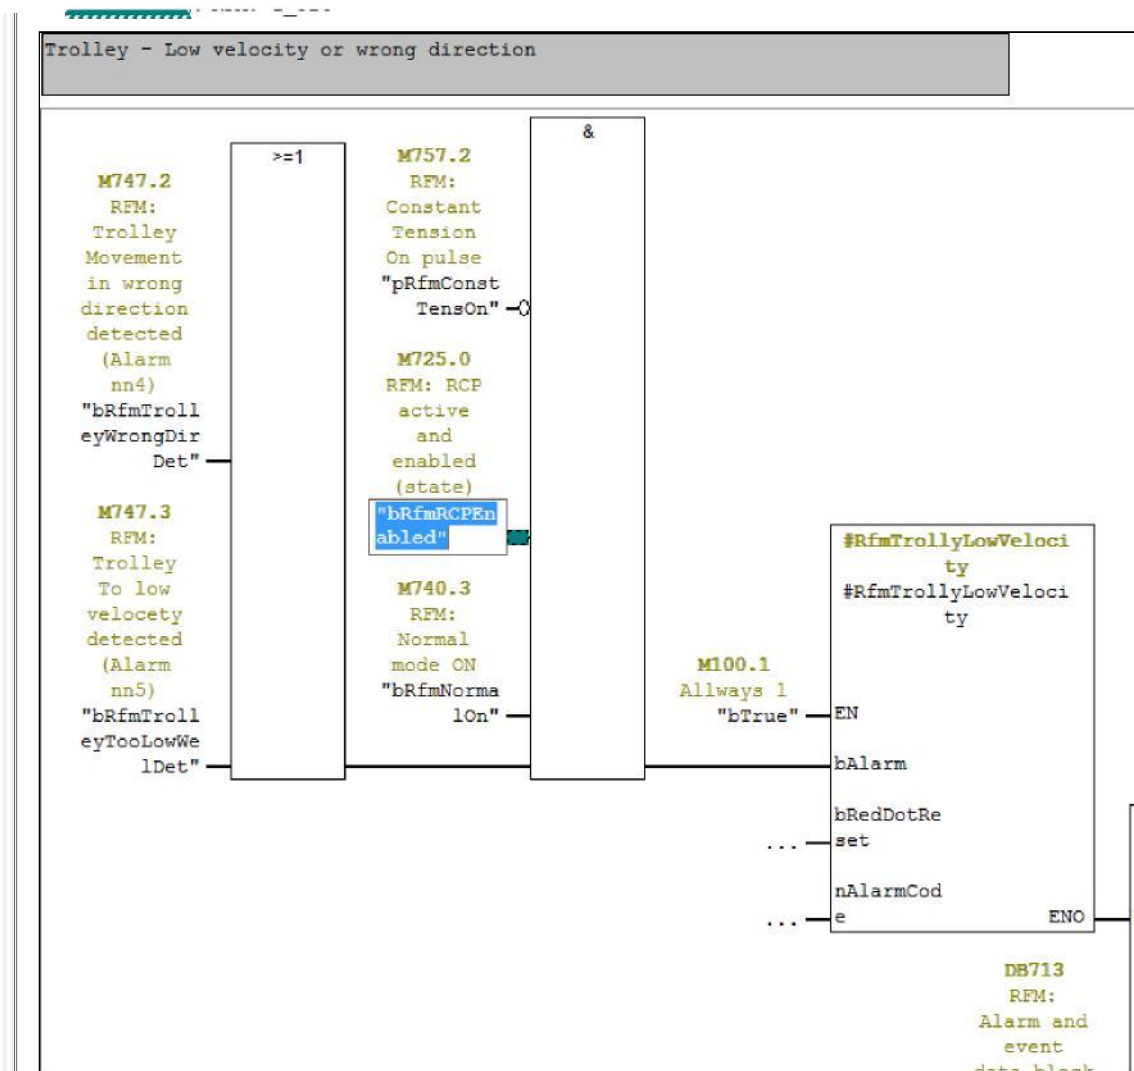 Trolley - Low velocity or wrong direction
&
>=1
M757.2
RFM:
Constant
Tension
On pulse
"pRfmConst
TensOn"
M747.2
RFM:
Trolley
Movement
in wrong
direction
detected
(Alarm
nn4)
"bRfmTroll
eyWrongDir
Det"
M725.0
RFM: RCP
active
and
enabled
(state)
"bRfmRCPEn
abled"
M747.3
RFM:
Trolley
To low
velocety
detected
(Alarm
nn5)
"bRfmTroll
eyTooLowWe
lDet"
M740.3
RFM:
Normal
mode ON
"bRfmNorma
lOn"
M100.1
Allways 1
"bTrue"
#RfmTrollyLowVeloci
ty
#RfmTrollyLowVeloci
ty
EN
bAlarm
bRedDotRe
... set
nAlarmCod
... e ENO
DB713
RFM:
Alarm and
event
data block